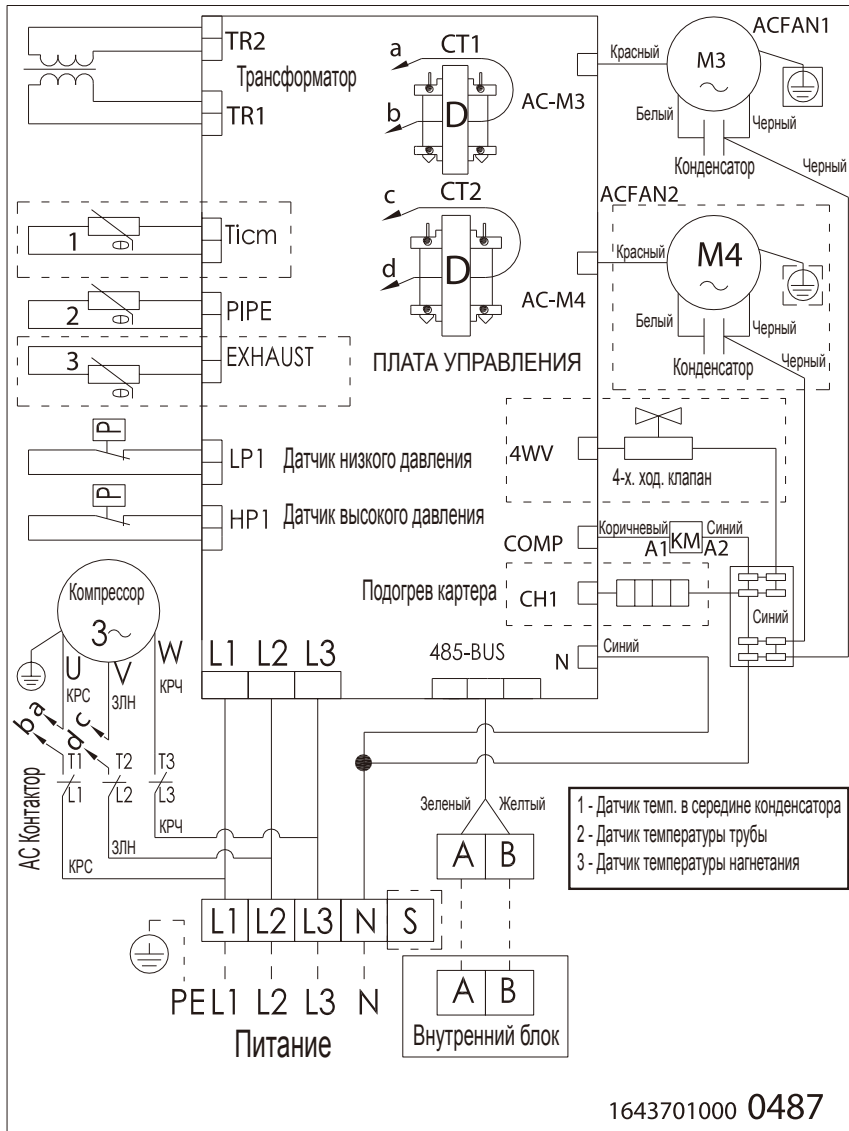 TR2
Трансформатор
TR1
a
CT1
b
D
AC-M3
Красный
M3
ACFAN1
Белый
Черный
Конденсатор
Черный
c
CT2
d
D
AC-M4
ACFAN2
Красный
M4
Белый
Черный
Конденсатор
Черный
1
Ticm
2
PIPE
3
EXHAUST
ПЛАТА УПРАВЛЕНИЯ
P
LP1 Датчик низкого давления
P
HP1 Датчик высокого давления
4WV
4-х. ход. клапан
COMP
Коричневый
A1
KM
Синий
A2
Подогрев картера
CH1
Синий
N
Синий
Компрессор
3~
U
V
W
КРС
ЗЛН
КРЧ
L1 L2 L3
485-BUS
a
b
c
d
T1
T2
T3
L1
L2
L3
АС Контактор
КРЧ
ЗЛН
КРС
Зеленый
Желтый
A B
1 - Датчик темп. в середине конденсатора
2 - Датчик температуры трубы
3 - Датчик температуры нагнетания
L1 L2 L3 N S
PE L1 L2 L3 N
Питание
A B
Внутренний блок
1643701000 0487